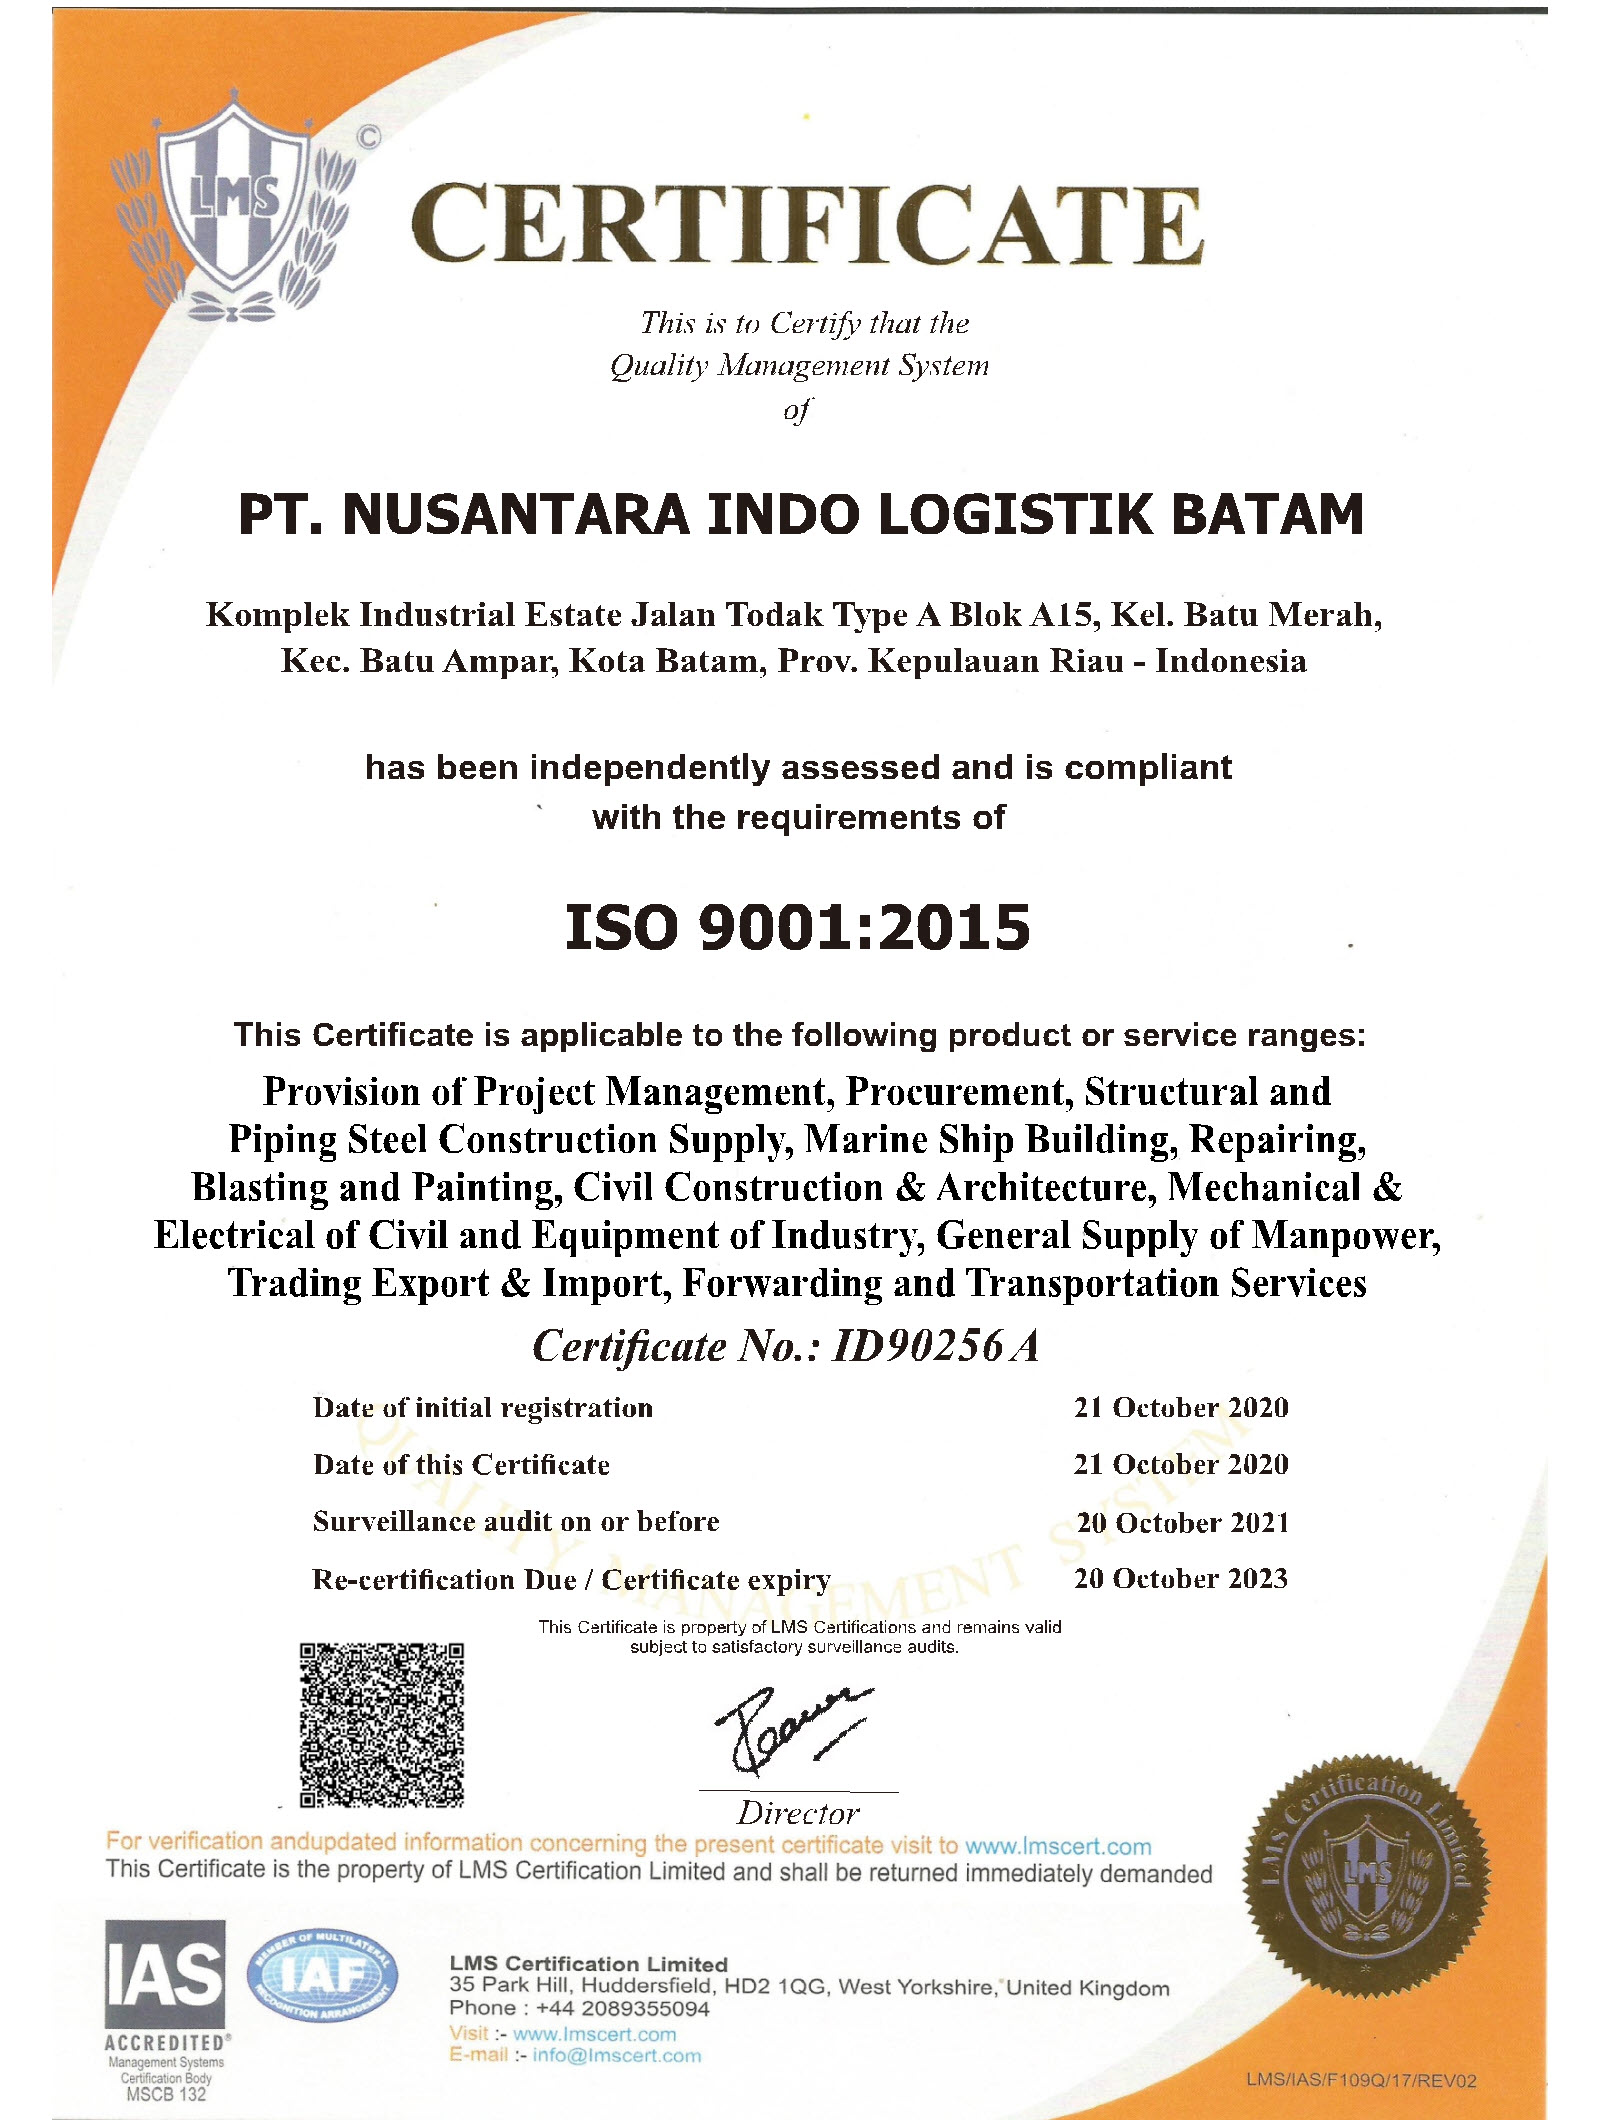 LMS
©
CERTIFICATE
This is to Certify that the
Quality Management System
of
PT. NUSANTARA INDO LOGISTIK BATAM
Komplek Industrial Estate Jalan Todak Type A Blok A15, Kel. Batu Merah,
Kec. Batu Ampar, Kota Batam, Prov. Kepulauan Riau - Indonesia
has been independently assessed and is compliant
with the requirements of
ISO 9001:2015
This Certificate is applicable to the following product or service ranges:
Provision of Project Management, Procurement, Structural and
Piping Steel Construction Supply, Marine Ship Building, Repairing,
Blasting and Painting, Civil Construction & Architecture, Mechanical &
Electrical of Civil and Equipment of Industry, General Supply of Manpower,
Trading Export & Import, Forwarding and Transportation Services
Certificate No.: ID90256 A
Date of initial registration 21 October 2020
Date of this Certificate 21 October 2020
Surveillance audit on or before 20 October 2021
Re-certification Due / Certificate expiry 20 October 2023
QUALITY MANAGEMENT SYSTEM
This Certificate is property of LMS Certifications and remains valid
subject to satisfactory surveillance audits.
Director
For verification andupdated information concerning the present certificate visit to www.lmscert.com
This Certificate is the property of LMS Certification Limited and shall be returned immediately demanded
LMS Certification Limited
LMS
IAS
ACCREDITED®
Management Systems
Certification Body
MSCB 132
MEMBER OF MULTILATERAL
IAF
RECOGNITION ARRANGEMENT
LMS Certification Limited
35 Park Hill, Huddersfield, HD2 1QG, West Yorkshire, United Kingdom
Phone : +44 2089355094
Visit :- www.lmscert.com
E-mail :- info@lmscert.com
LMS/IAS/F109Q/17/REV02